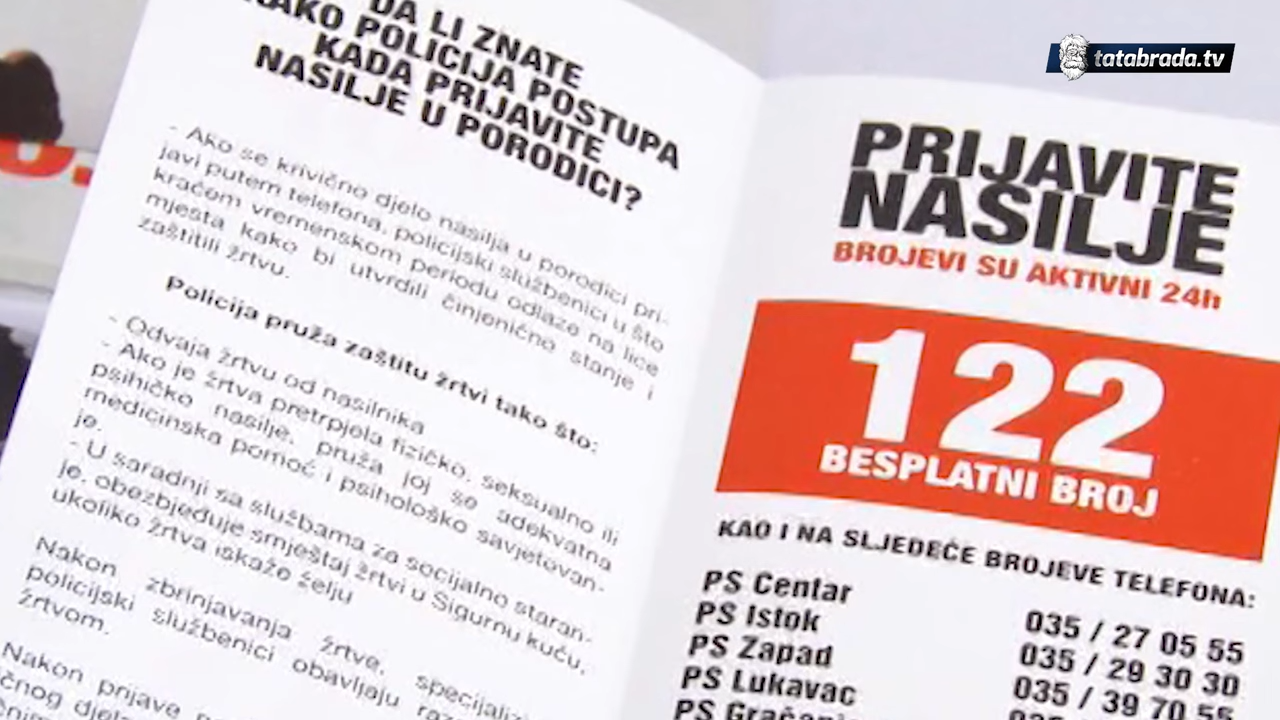 DA LI ZNATE
KAKO POLICIJA POSTUPA
KADA PRIJAVITE
NASILJE U PORODICI?
- Ako se krivično djelo nasilja u porodici pri-
javi putem telefona, policijski službenici u što
kraćom vremenskom periodu odlaze na lice
mjesta kako bi utvrdili činjenično stanje i
zaštitili žrtvu.
Policija pruža zaštitu žrtvi tako što:
- Odvaja žrtvu od nasilnika
- Ako je žrtva pretrpjela fizičko, seksualno ili
psihičko nasilje, pruža joj se adekvatna
medicinska pomoć i psihološko savjetovan-
je.
- U saradnji sa službama za socijalno staran-
je, obezbjeđuje smještaj žrtvi u Sigurnu kuću,
ukoliko žrtva iskaže želju
Nakon zbrinjavanja žrtve,
policijski službenici obavljaju
žrtvom.
Nakon prijave
tatabrada.tv
PRIJAVITE
NASILJE
BROJEVI SU AKTIVNI 24h
122
BESPLATNI BROJ
KAO I NA SLJEDEĆE BROJEVE TELEFONA:
PS Centar 035 / 27 05 55
PS Istok 035 / 29 30 30
PS Zapad 035 / 39 70 55
PS Lukavac